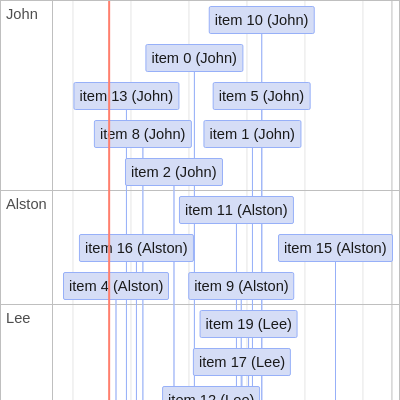 John
item 10 (John)
item 0 (John)
item 13 (John)
item 5 (John)
item 8 (John)
item 1 (John)
item 2 (John)
Alston
item 11 (Alston)
item 16 (Alston)
item 15 (Alston)
item 4 (Alston)
item 9 (Alston)
Lee
item 19 (Lee)
item 17 (Lee)
item 12 (Lee)